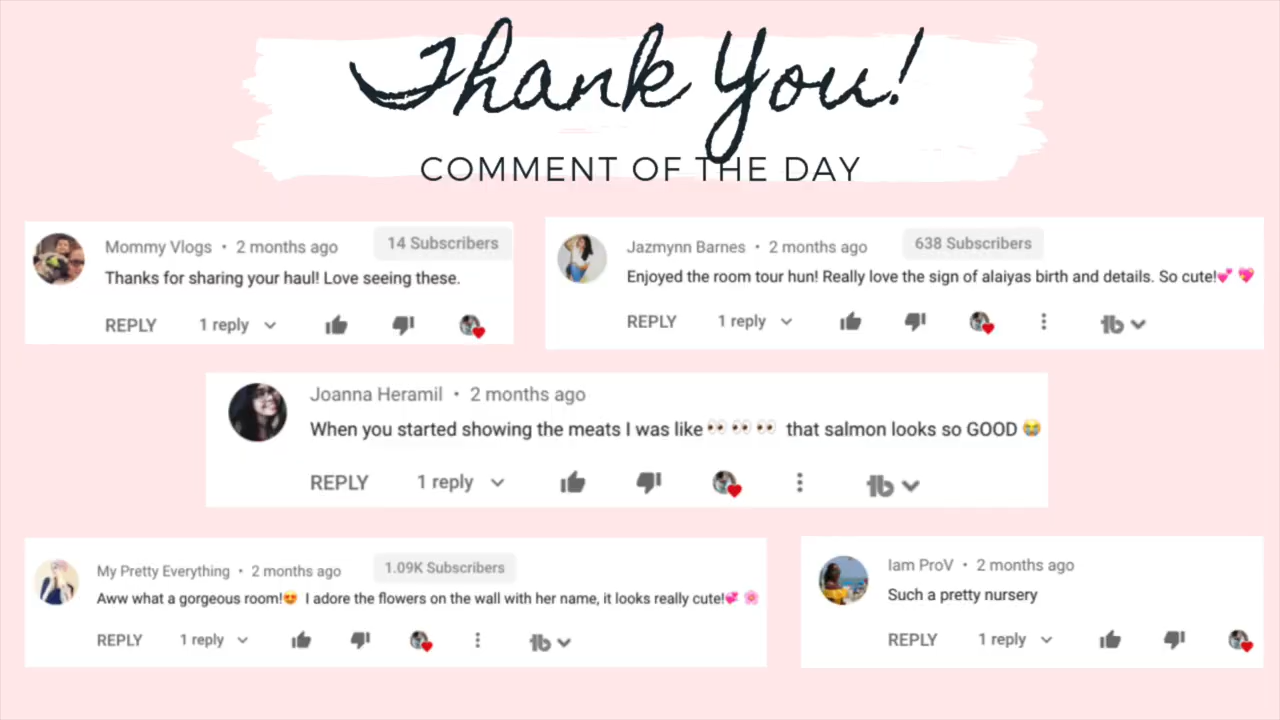 Thank You!
COMMENT OF THE DAY
Mommy Vlogs • 2 months ago 14 Subscribers
Thanks for sharing your haul! Love seeing these.
REPLY 1 reply
Jazmynn Barnes • 2 months ago 638 Subscribers
Enjoyed the room tour hun! Really love the sign of alaiyas birth and details. So cute!💕 💖
REPLY 1 reply
tb
Joanna Heramil • 2 months ago
When you started showing the meats I was like 👀 👀 👀 that salmon looks so GOOD 😭
REPLY 1 reply
tb
My Pretty Everything • 2 months ago 1.09K Subscribers
Aww what a gorgeous room!😍 I adore the flowers on the wall with her name, it looks really cute!💞 🌸
REPLY 1 reply
tb
Iam ProV • 2 months ago
Such a pretty nursery
REPLY 1 reply